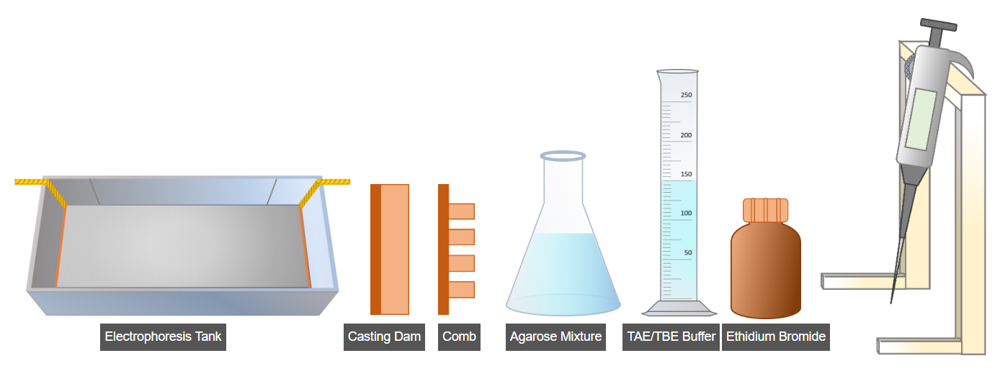 250
200
150
100
50
Electrophoresis Tank
Casting Dam
Comb
Agarose Mixture
TAE/TBE Buffer
Ethidium Bromide